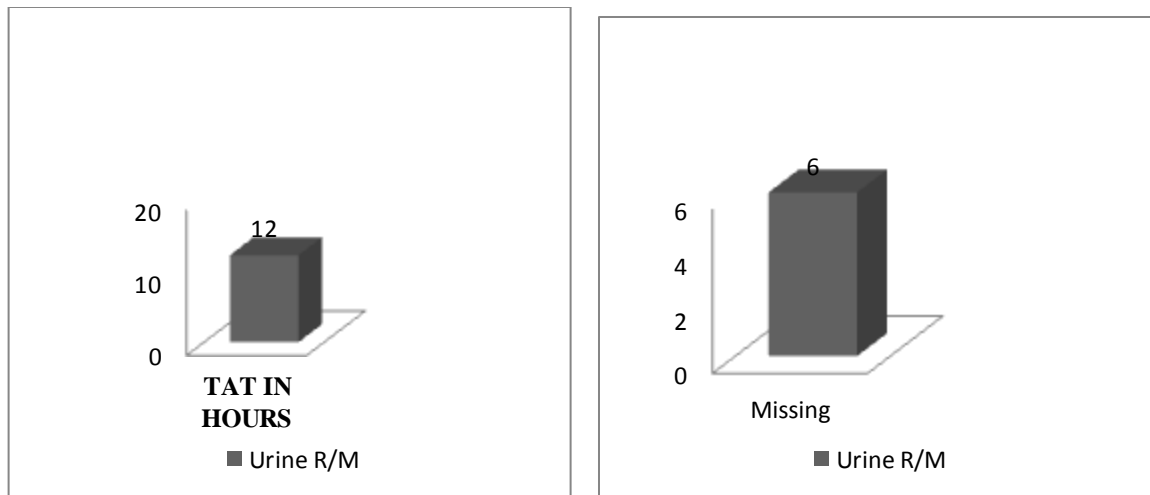 20
12
10
0
TAT IN
HOURS
Urine R/M
6
6
4
2
0
Missing
Urine R/M